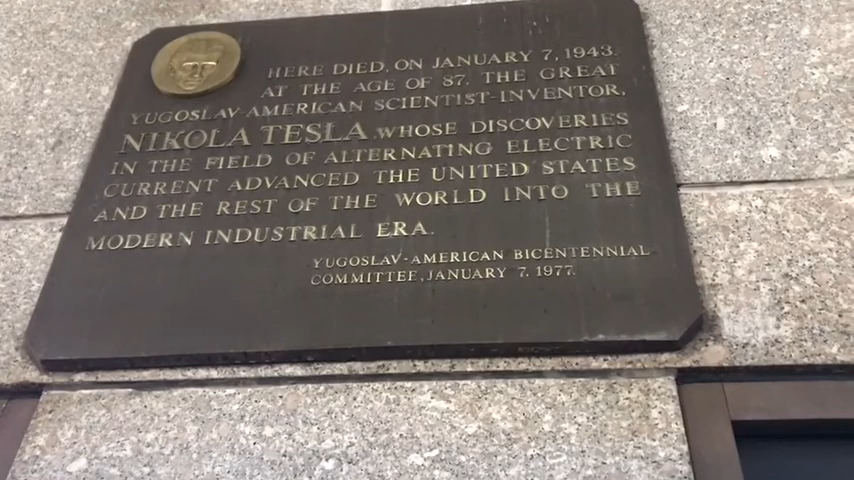 HERE DIED, ON JANUARY 7, 1943.
AT THE AGE OF 87. THE GREAT
YUGOSLAV-AMERICAN SCIENTIST-INVENTOR,
NIKOLA TESLA, WHOSE DISCOVERIES
IN THE FIELD OF ALTERNATING ELECTRIC
CURRENT ADVANCED THE UNITED STATES
AND THE REST OF THE WORLD INTO THE
MODERN INDUSTRIAL ERA.
YUGOSLAV-AMERICAN BICENTENNIAL
COMMITTEE, JANUARY 7, 1977.